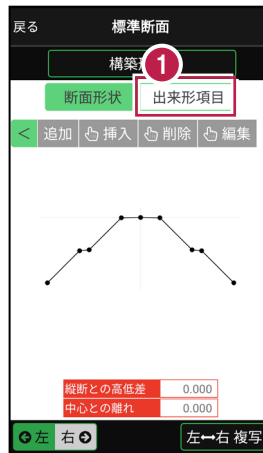 戻る 標準断面
構築
1
断面形状 出来形項目
< 追加 挿入 削除 編集
縦断との高低差 0.000
中心との離れ 0.000
左 右 左↔右 複写